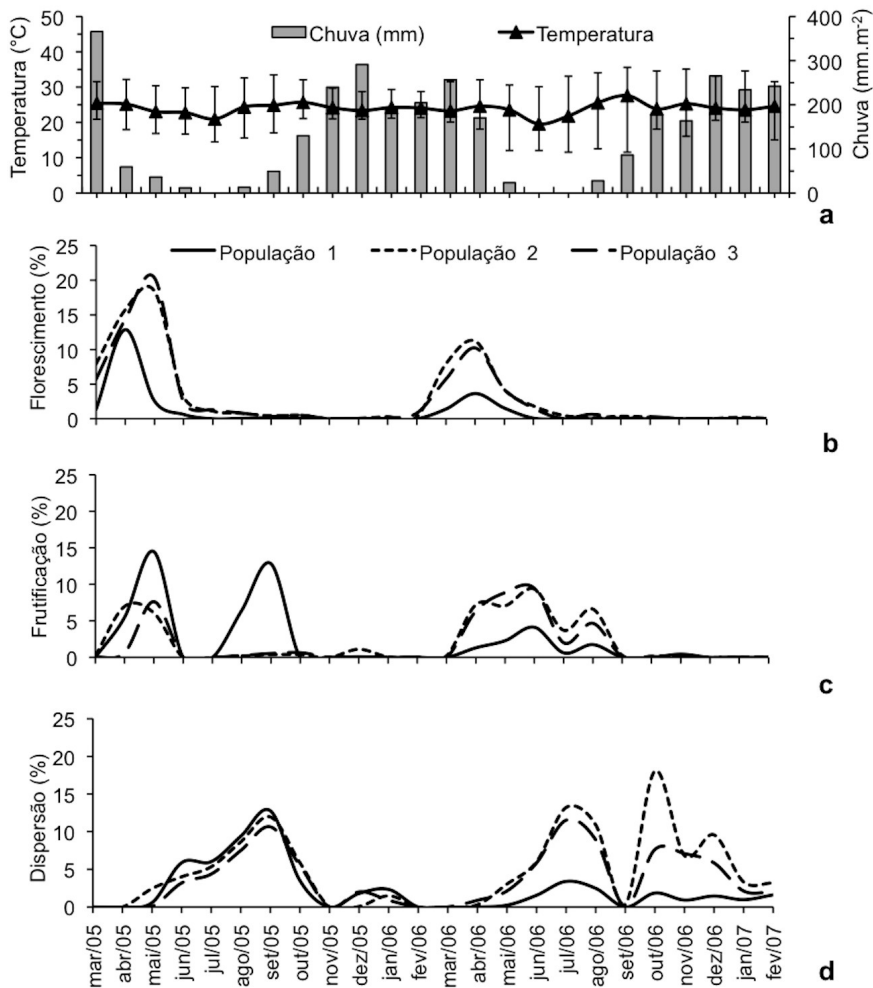 Temperatura (°C)
50
40
30
20
10
0
Chuva (mm)
Temperatura
400
300
200
100
0
Chuva (mm.m-2)
a
Florescimento (%)
25
20
15
10
5
0
População 1
População 2
População 3
b
Frutificação (%)
25
20
15
10
5
0
c
Dispersão (%)
25
20
15
10
5
0
mar/05
abr/05
mai/05
jun/05
jul/05
ago/05
set/05
out/05
nov/05
dez/05
jan/06
fev/06
mar/06
abr/06
mai/06
jun/06
jul/06
ago/06
set/06
out/06
nov/06
dez/06
jan/07
fev/07
d